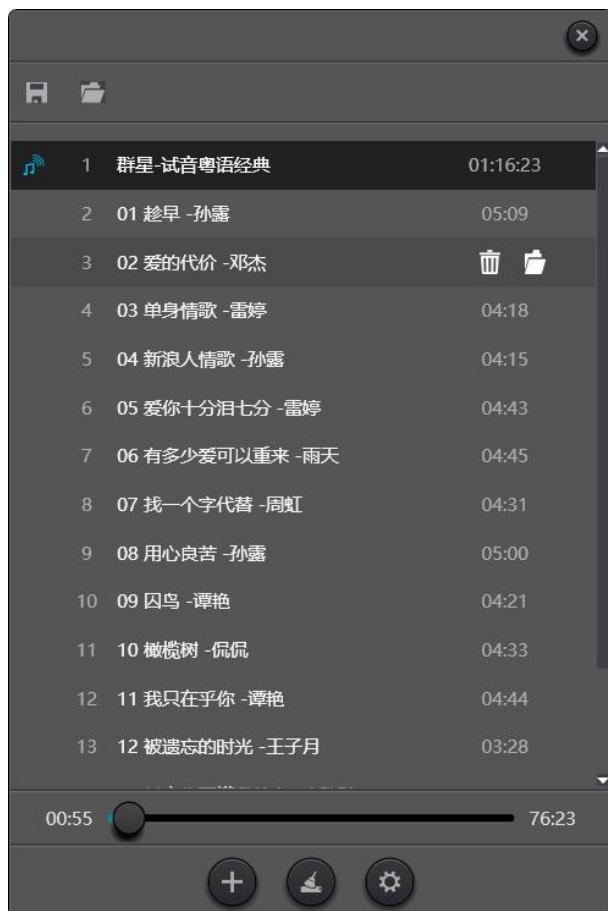 1 群星-试音粤语经典 01:16:23
2 01 趁早 -孙露 05:09
3 02 爱的代价 -邓杰
4 03 单身情歌 -雷婷 04:18
5 04 新浪人情歌 -孙露 04:15
6 05 爱你十分泪七分 -雷婷 04:43
7 06 有多少爱可以重来 -雨天 04:45
8 07 找一个字代替 -周虹 04:31
9 08 用心良苦 -孙露 05:00
10 09 囚鸟 -谭艳 04:21
11 10 橄榄树 -侃侃 04:33
12 11 我只在乎你 -谭艳 04:44
13 12 被遗忘的时光 -王子月 03:28
00:55 76:23